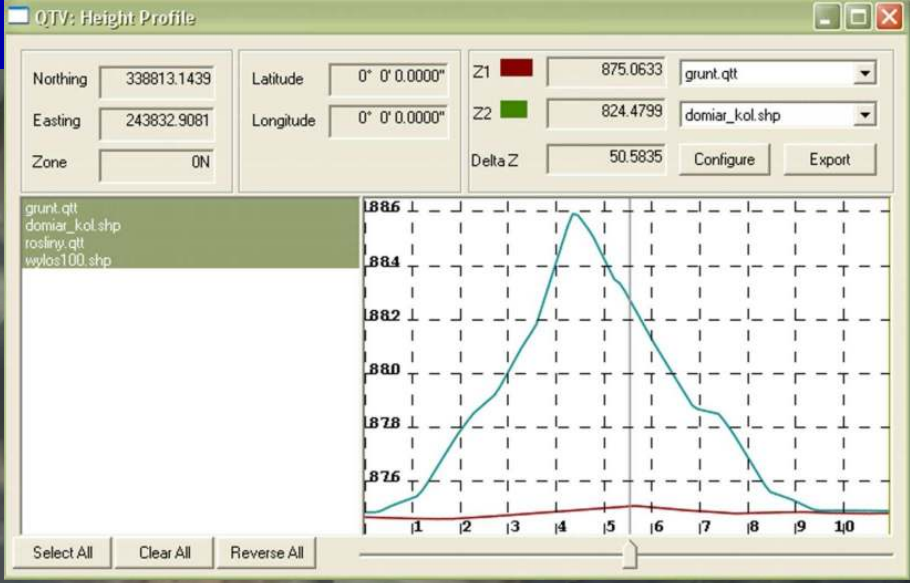 QTV: Height Profile
Northing 338813.1439
Easting 243832.9081
Zone 0N
Latitude 0° 0' 0.0000"
Longitude 0° 0' 0.0000"
Z1 875.0633 grunt.qtt
Z2 824.4799 domiar_kol.shp
Delta Z 50.5835 Configure Export
grunt.qtt
domiar_kol.shp
rosliny.qtt
wylos100.shp
886
884
882
880
878
876
1 2 3 4 5 6 7 8 9 10
Select All Clear All Reverse All